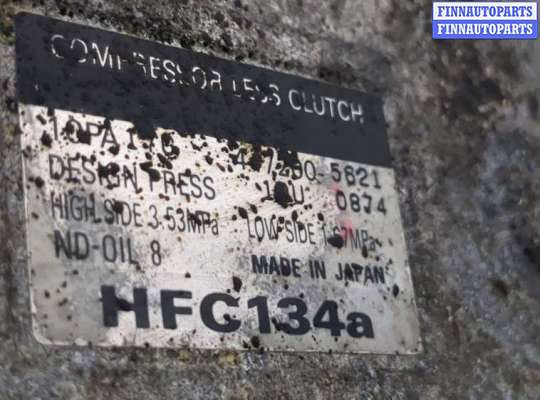 FINNAUTOPARTS
FINNAUTOPARTS
COMPRESSOR LESS CLUTCH
DESIGN PRESS
0874
HIGH SIDE 3.53MPa LOW SIDE
ND-OIL 8
MADE IN JAPAN
HFC134a